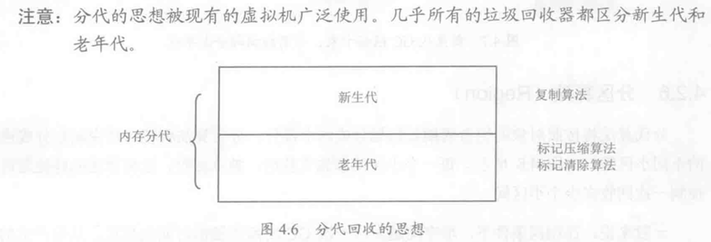 注意：分代的思想被现有的虚拟机广泛使用。几乎所有的垃圾回收器都区分新生代和
老年代。
新生代
复制算法
内存分代
老年代
标记压缩算法
标记清除算法
图 4.6 分代回收的思想